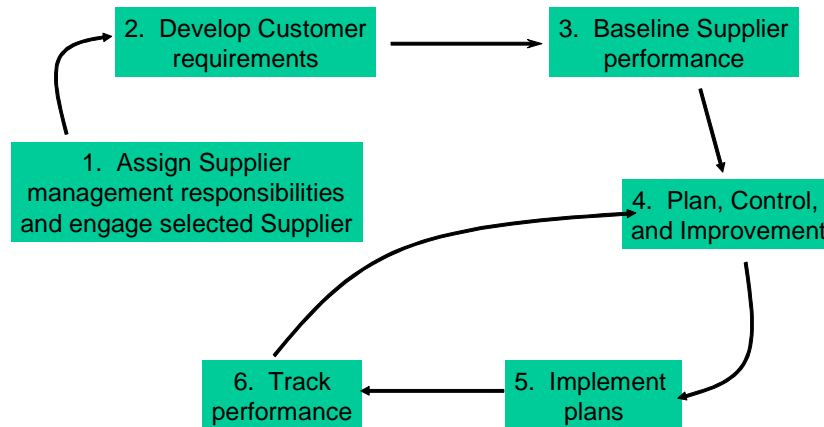 2. Develop Customer
requirements
3. Baseline Supplier
performance
1. Assign Supplier
management responsibilities
and engage selected Supplier
4. Plan, Control,
and Improvement
6. Track
performance
5. Implement
plans